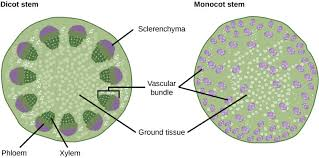 Dicot stem
Monocot stem
Sclerenchyma
Vascular
bundle
Ground tissue
Phloem
Xylem